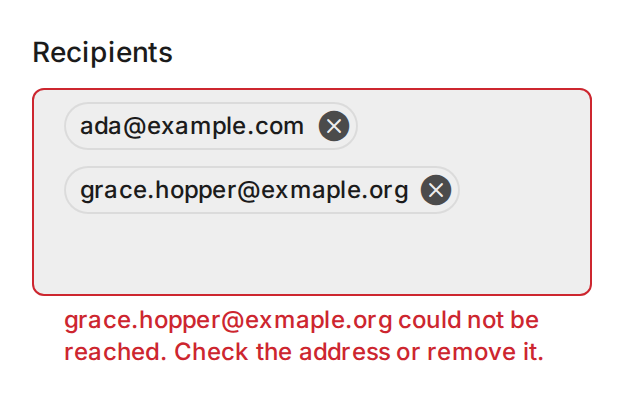 Recipients
ada@example.com
grace.hopper@exmaple.org
grace.hopper@exmaple.org could not be
reached. Check the address or remove it.